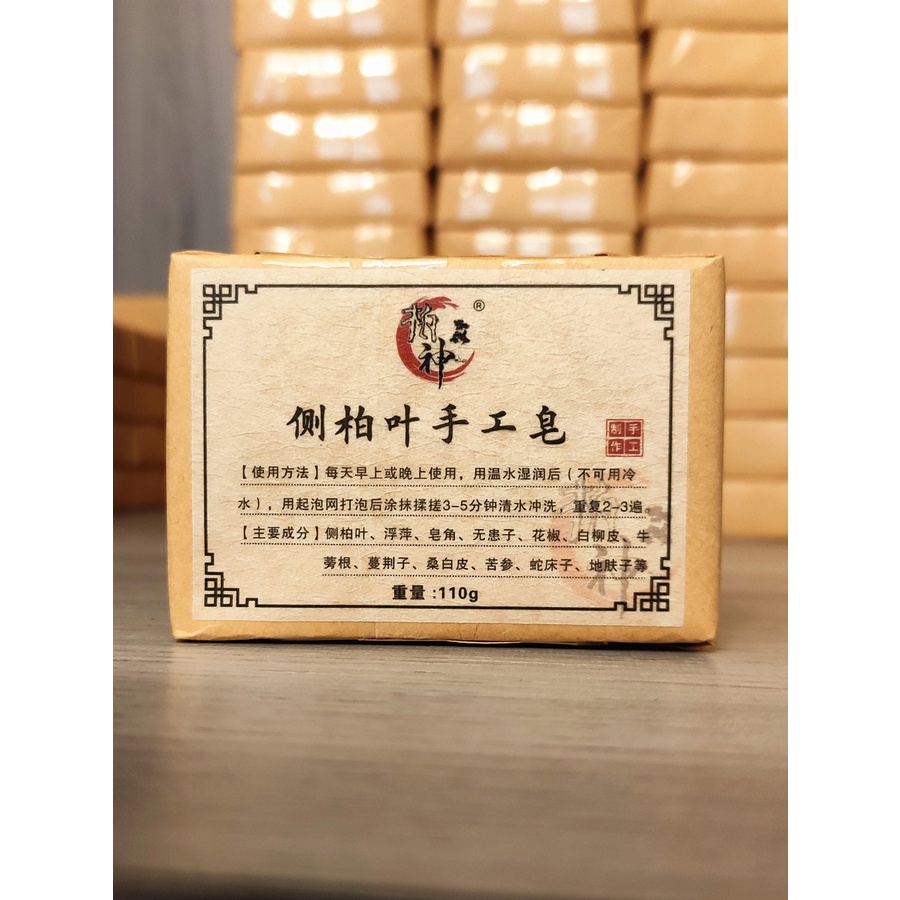 ®
神
侧柏叶手工皂
手工
制作
【使用方法】每天早上或晚上使用，用温水湿润后（不可用冷
水），用起泡网打泡后涂抹揉搓3-5分钟清水冲洗，重复2-3遍。
【主要成分】侧柏叶、浮萍、皂角、无患子、花椒、白柳皮、牛
蒡根、蔓荆子、桑白皮、苦参、蛇床子、地肤子等
重量 :110g